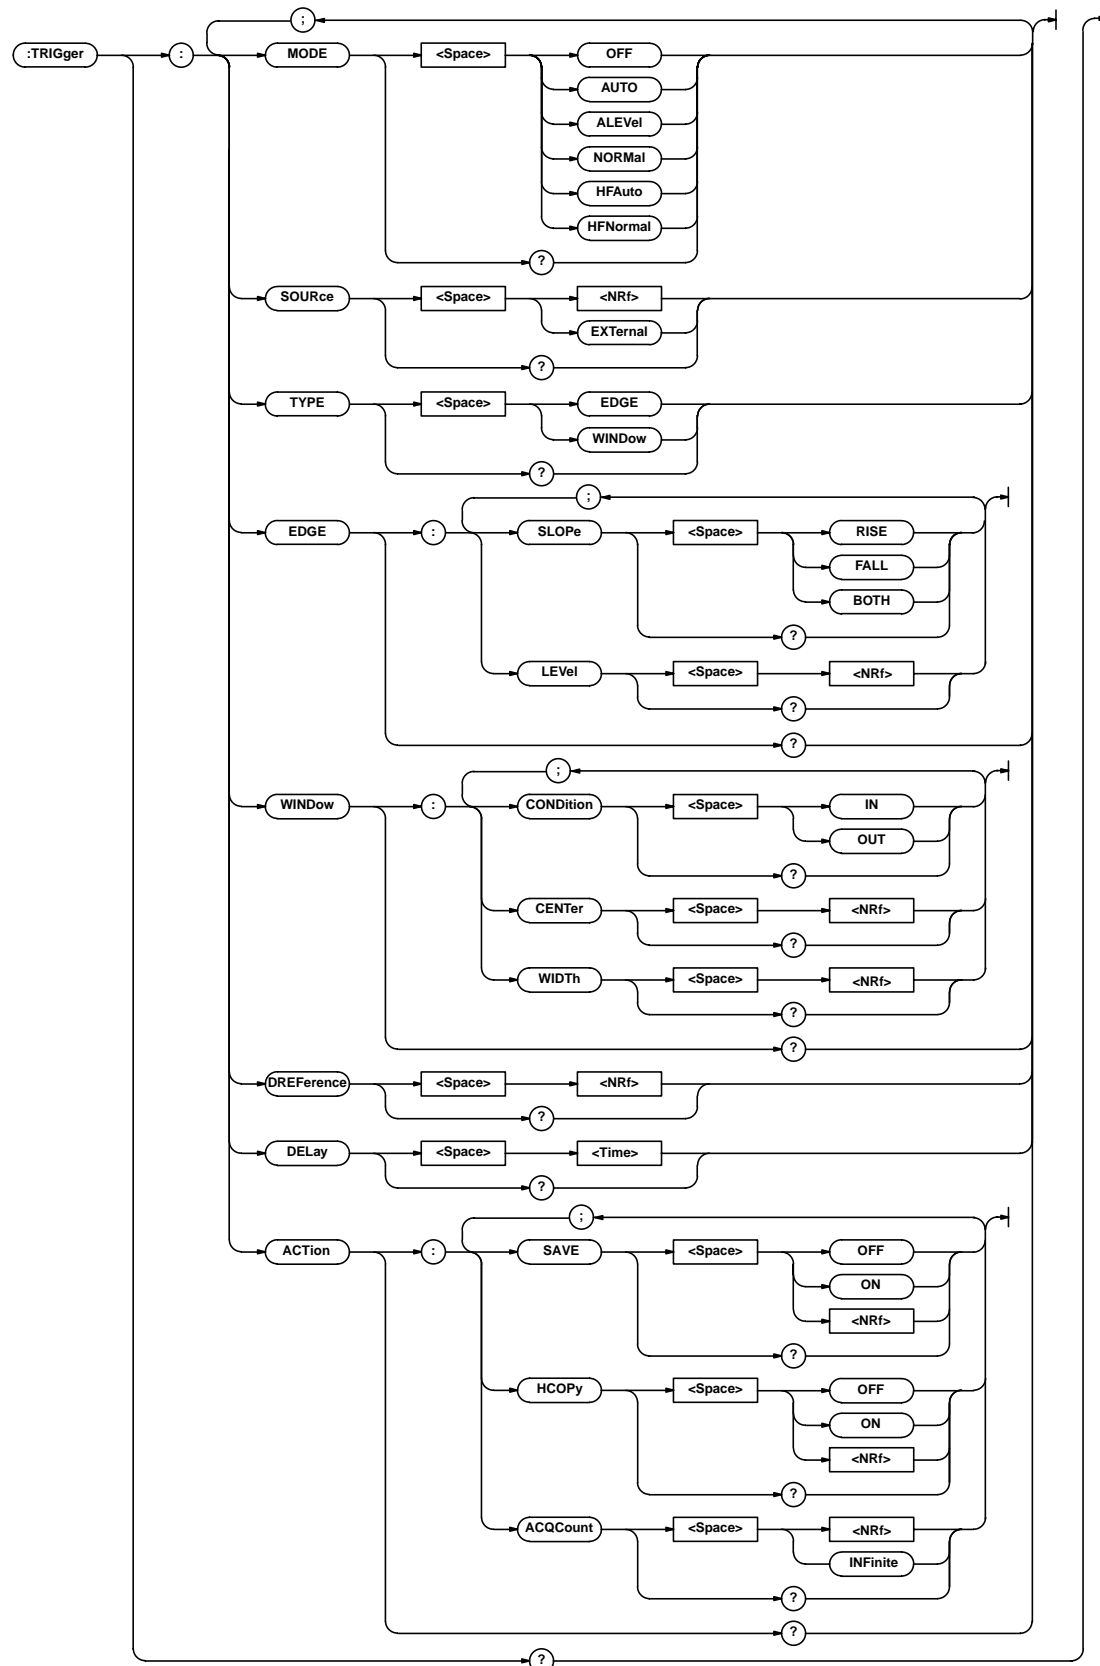 ;
:TRIGger : MODE <Space> OFF
AUTO
ALEVel
NORMal
HFAuto
HFNormal
?
SOURce <Space> <NRf>
EXTernal
?
TYPE <Space> EDGE
WINDow
?
;
EDGE : SLOPe <Space> RISE
FALL
BOTH
?
LEVel <Space> <NRf>
?
?
;
WINDow : CONDition <Space> IN
OUT
?
CENTer <Space> <NRf>
?
WIDTh <Space> <NRf>
?
?
DREFerence <Space> <NRf>
?
DELay <Space> <Time>
?
;
ACTion : SAVE <Space> OFF
ON
<NRf>
?
HCOPy <Space> OFF
ON
<NRf>
?
ACQCount <Space> <NRf>
INFinite
?
?
?